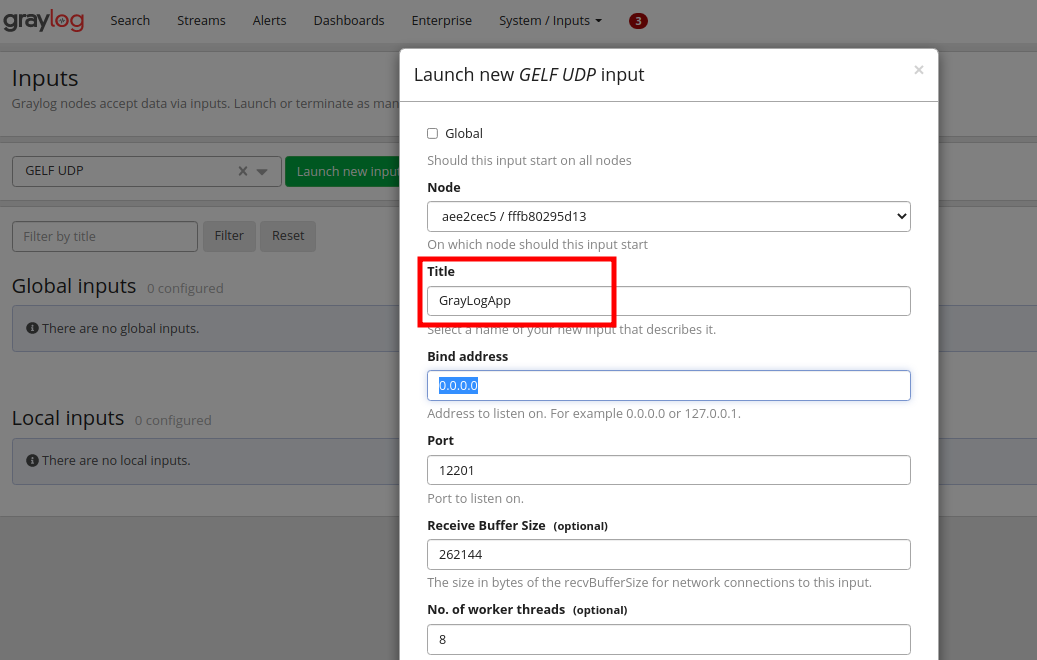 graylog Search Streams Alerts Dashboards Enterprise System / Inputs 3
Inputs
Graylog nodes accept data via inputs. Launch or terminate as man
GELF UDP × Launch new input
Filter by title Filter Reset
Global inputs 0 configured
There are no global inputs.
Local inputs 0 configured
There are no local inputs.
Launch new GELF UDP input ×
Global
Should this input start on all nodes
Node
aee2cec5 / fffb80295d13
On which node should this input start
Title
GrayLogApp
Select a name of your new input that describes it.
Bind address
0.0.0.0
Address to listen on. For example 0.0.0.0 or 127.0.0.1.
Port
12201
Port to listen on.
Receive Buffer Size (optional)
262144
The size in bytes of the recvBufferSize for network connections to this input.
No. of worker threads (optional)
8